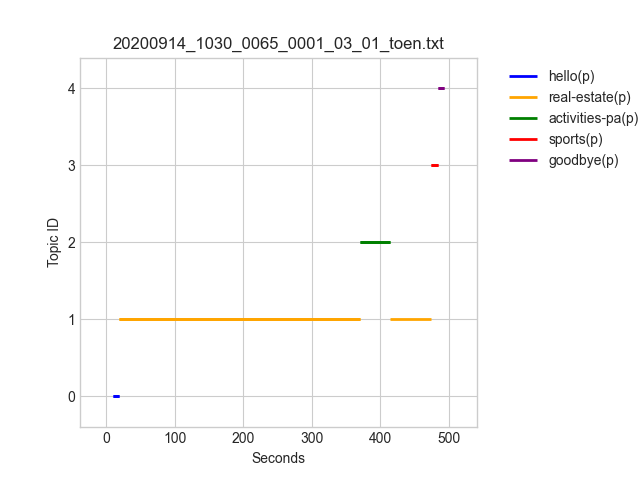 20200914_1030_0065_0001_03_01_toen.txt
hello(p)
real-estate(p)
activities-pa(p)
sports(p)
goodbye(p)
Topic ID
4
3
2
1
0
0 100 200 300 400 500
Seconds